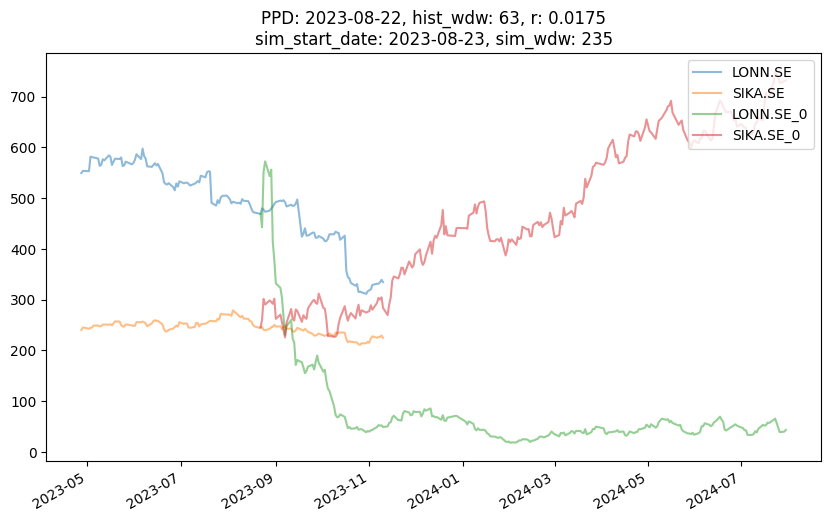 PPD: 2023-08-22, hist_wdw: 63, r: 0.0175
sim_start_date: 2023-08-23, sim_wdw: 235
LONN.SE
SIKA.SE
LONN.SE_0
SIKA.SE_0
700
600
500
400
300
200
100
0
2023-05
2023-07
2023-09
2023-11
2024-01
2024-03
2024-05
2024-07